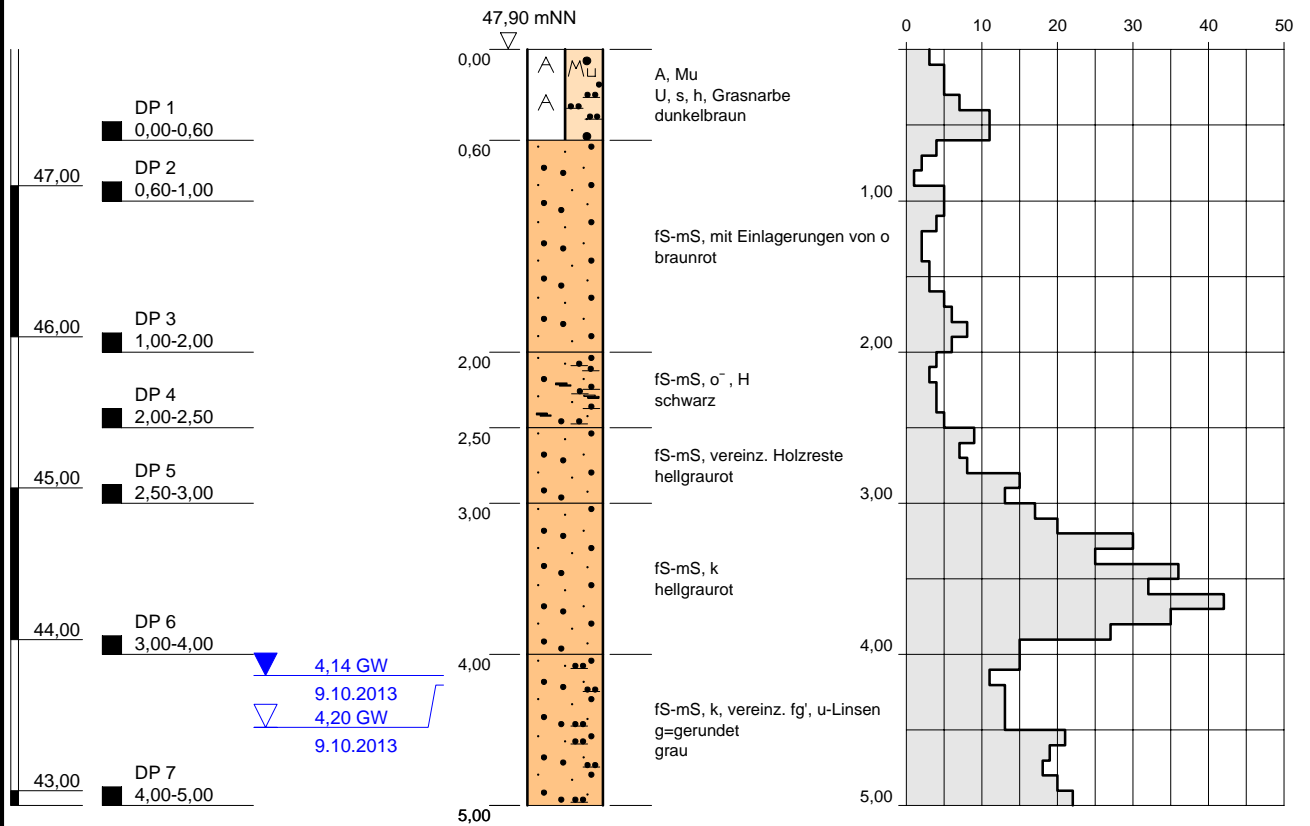 47,90 mNN
0 10 20 30 40 50
0,00
A A Mu
A, Mu
U, s, h, Grasnarbe
dunkelbraun
DP 1
0,00-0,60
0,60
DP 2
47,00
0,60-1,00
1,00
fS-mS, mit Einlagerungen von o
braunrot
DP 3
46,00
1,00-2,00
2,00
2,00
fS-mS, o⁻ , H
schwarz
DP 4
2,00-2,50
2,50
fS-mS, vereinz. Holzreste
hellgraurot
DP 5
45,00
2,50-3,00
3,00
3,00
fS-mS, k
hellgraurot
DP 6
44,00
3,00-4,00
4,00
4,00
4,14 GW
9.10.2013
4,20 GW
9.10.2013
fS-mS, k, vereinz. fg', u-Linsen
g=gerundet
grau
DP 7
43,00
4,00-5,00
5,00
5,00